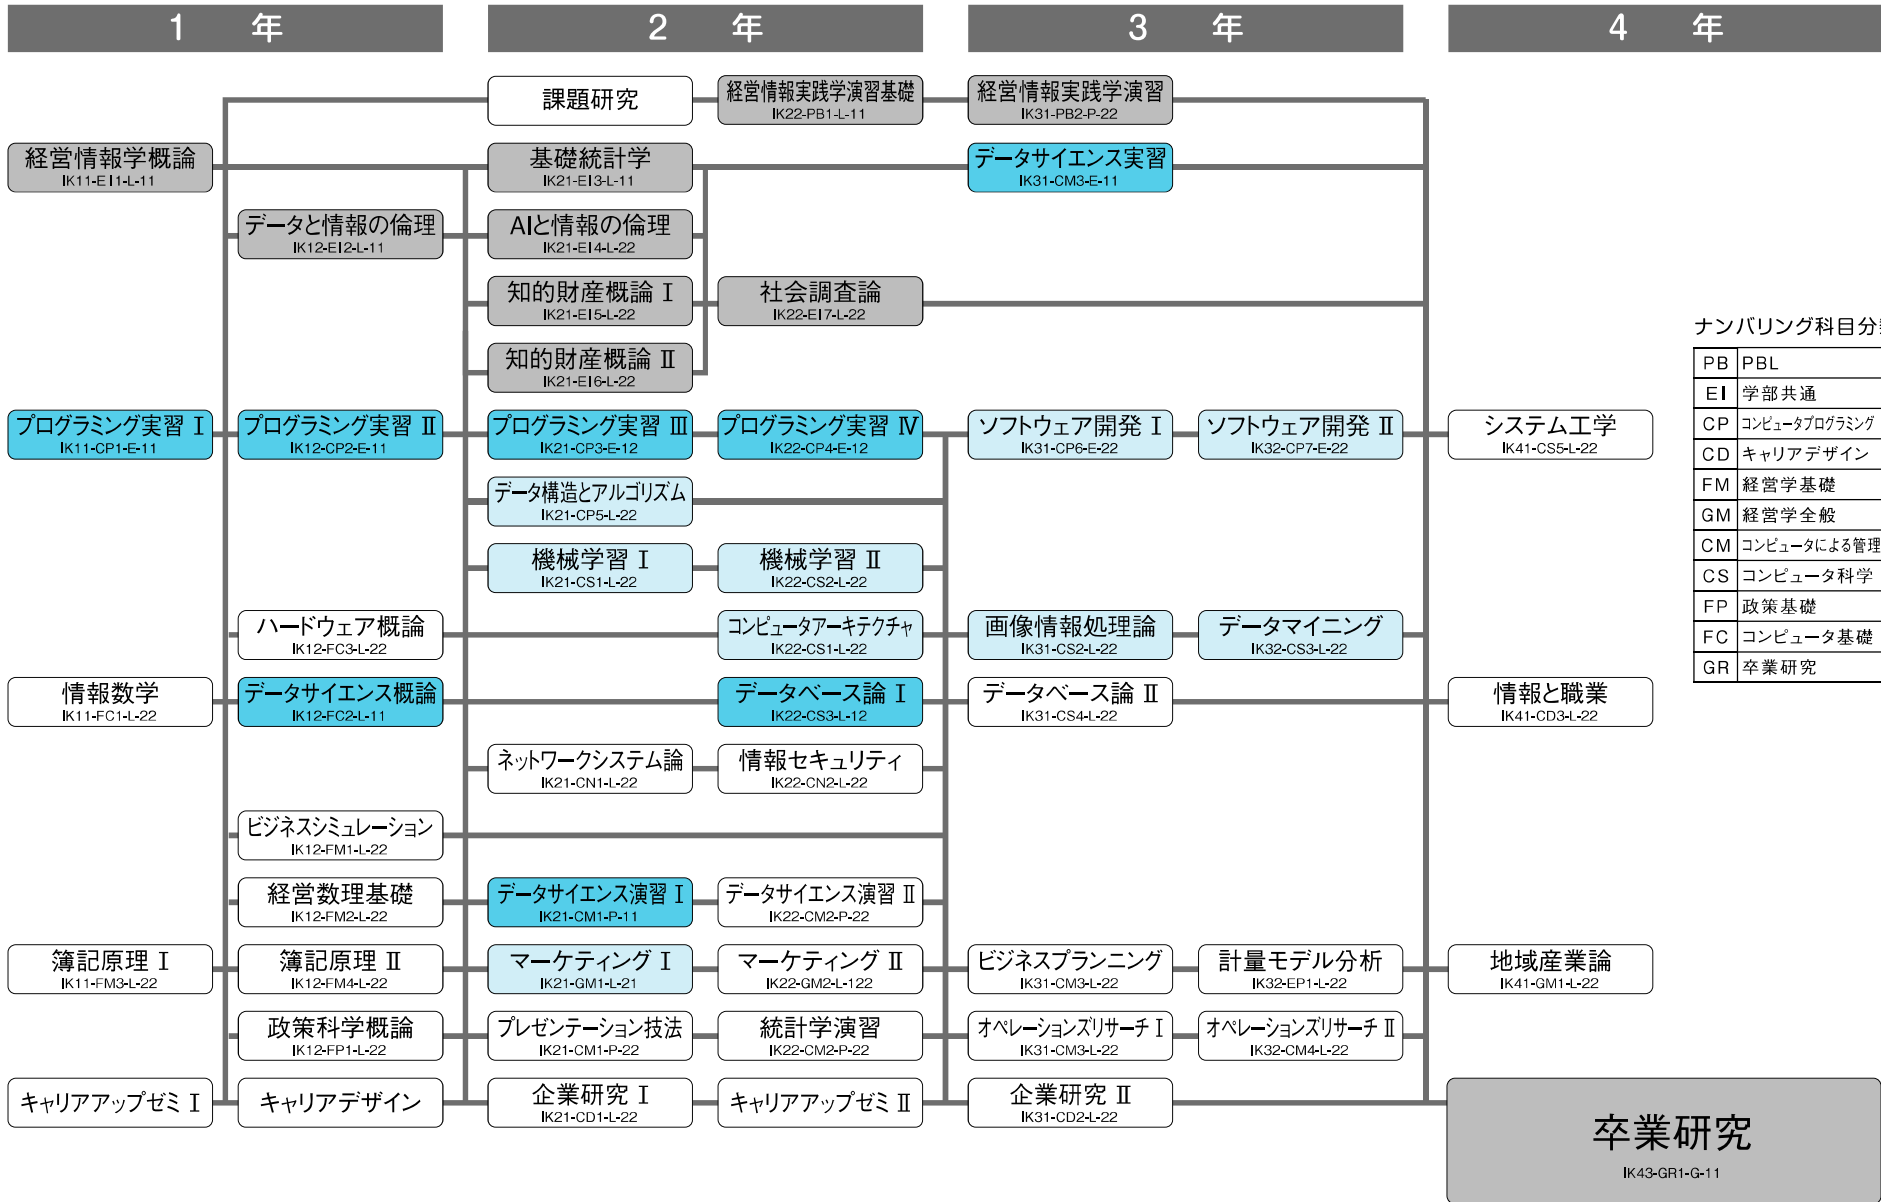 1 年
2 年
3 年
4 年
課題研究
経営情報実践学演習基礎
IK22-PB1-L-11
経営情報実践学演習
IK31-PB2-P-22
経営情報学概論
IK11-EI1-L-11
基礎統計学
IK21-EI3-L-11
データサイエンス実習
IK31-CM3-E-11
データと情報の倫理
IK12-EI2-L-11
AIと情報の倫理
IK21-EI4-L-22
知的財産概論 Ⅰ
IK21-EI5-L-22
社会調査論
IK22-EI7-L-22
知的財産概論 Ⅱ
IK21-EI6-L-22
プログラミング実習 Ⅰ
IK11-CP1-E-11
プログラミング実習 Ⅱ
IK12-CP2-E-11
プログラミング実習 Ⅲ
IK21-CP3-E-12
プログラミング実習 Ⅳ
IK22-CP4-E-12
ソフトウェア開発 Ⅰ
IK31-CP6-E-22
ソフトウェア開発 Ⅱ
IK32-CP7-E-22
システム工学
IK41-CS5-L-22
データ構造とアルゴリズム
IK21-CP5-L-22
機械学習 Ⅰ
IK21-CS1-L-22
機械学習 Ⅱ
IK22-CS2-L-22
ハードウェア概論
IK12-FC3-L-22
コンピュータアーキテクチャ
IK22-CS1-L-22
画像情報処理論
IK31-CS2-L-22
データマイニング
IK32-CS3-L-22
情報数学
IK11-FC1-L-22
データサイエンス概論
IK12-FC2-L-11
データベース論 Ⅰ
IK22-CS3-L-12
データベース論 Ⅱ
IK31-CS4-L-22
情報と職業
IK41-CD3-L-22
ネットワークシステム論
IK21-CN1-L-22
情報セキュリティ
IK22-CN2-L-22
ビジネスシミュレーション
IK12-FM1-L-22
経営数理基礎
IK12-FM2-L-22
データサイエンス演習 Ⅰ
IK21-CM1-P-11
データサイエンス演習 Ⅱ
IK22-CM2-P-22
簿記原理 Ⅰ
IK11-FM3-L-22
簿記原理 Ⅱ
IK12-FM4-L-22
マーケティング Ⅰ
IK21-GM1-L-21
マーケティング Ⅱ
IK22-GM2-L-122
ビジネスプランニング
IK31-CM3-L-22
計量モデル分析
IK32-EP1-L-22
地域産業論
IK41-GM1-L-22
政策科学概論
IK12-FP1-L-22
プレゼンテーション技法
IK21-CM1-P-22
統計学演習
IK22-CM2-P-22
オペレーションズリサーチ Ⅰ
IK31-CM3-L-22
オペレーションズリサーチ Ⅱ
IK32-CM4-L-22
キャリアアップゼミ Ⅰ
キャリアデザイン
企業研究 Ⅰ
IK21-CD1-L-22
キャリアアップゼミ Ⅱ
企業研究 Ⅱ
IK31-CD2-L-22
卒業研究
IK43-GR1-G-11
ナンバリング科目分
PB PBL
EI 学部共通
CP コンピュータプログラミング
CD キャリアデザイン
FM 経営学基礎
GM 経営学全般
CM コンピュータによる管理
CS コンピュータ科学
FP 政策基礎
FC コンピュータ基礎
GR 卒業研究